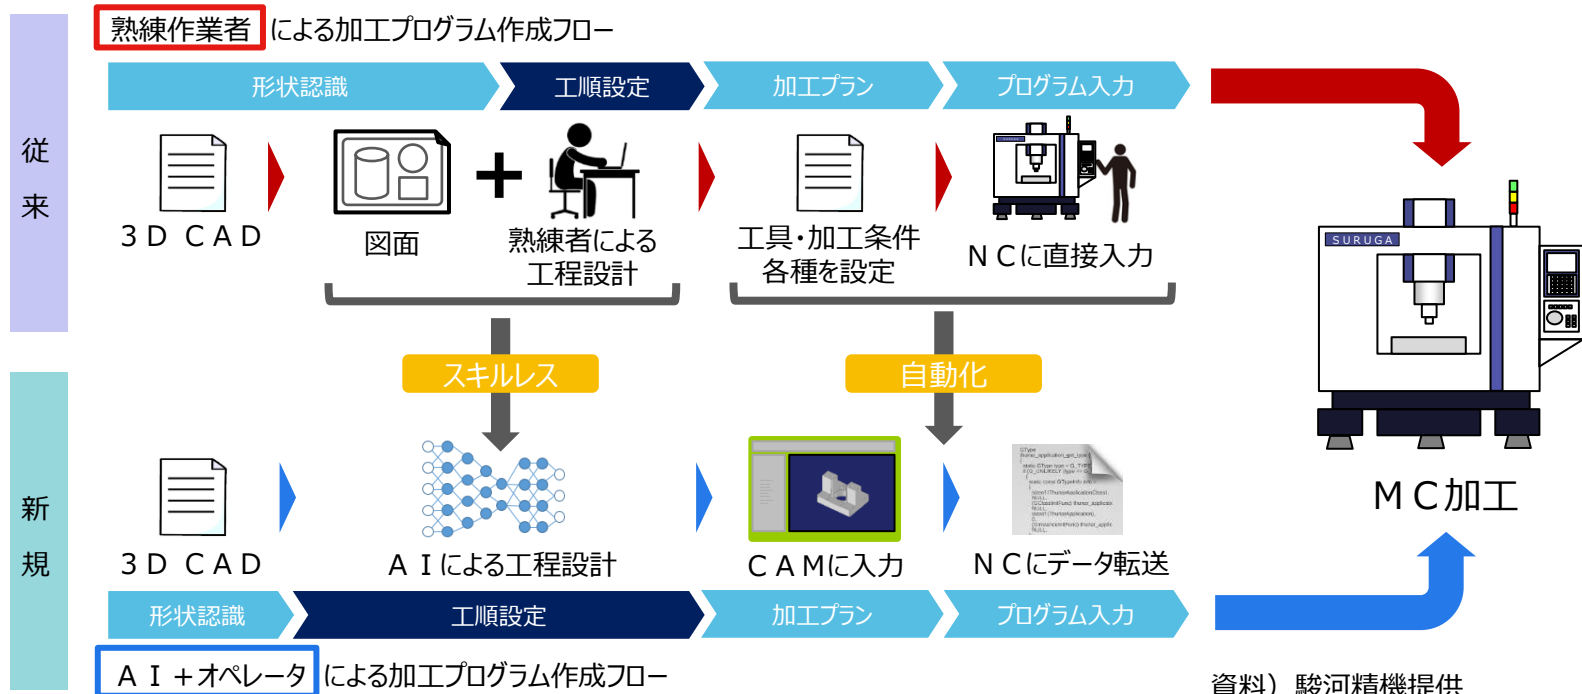 熟練作業者 による加工プログラム作成フロー
形状認識 工順設定 加工プラン プログラム入力
従来
3D CAD
図面
熟練者による
工程設計
工具・加工条件
各種を設定
NCに直接入力
SURUGA
スキルレス
自動化
MC加工
新規
3D CAD
AIによる工程設計
CAMに入力
NCにデータ転送
形状認識 工順設定 加工プラン プログラム入力
AI+オペレータ による加工プログラム作成フロー
資料）駿河精機提供